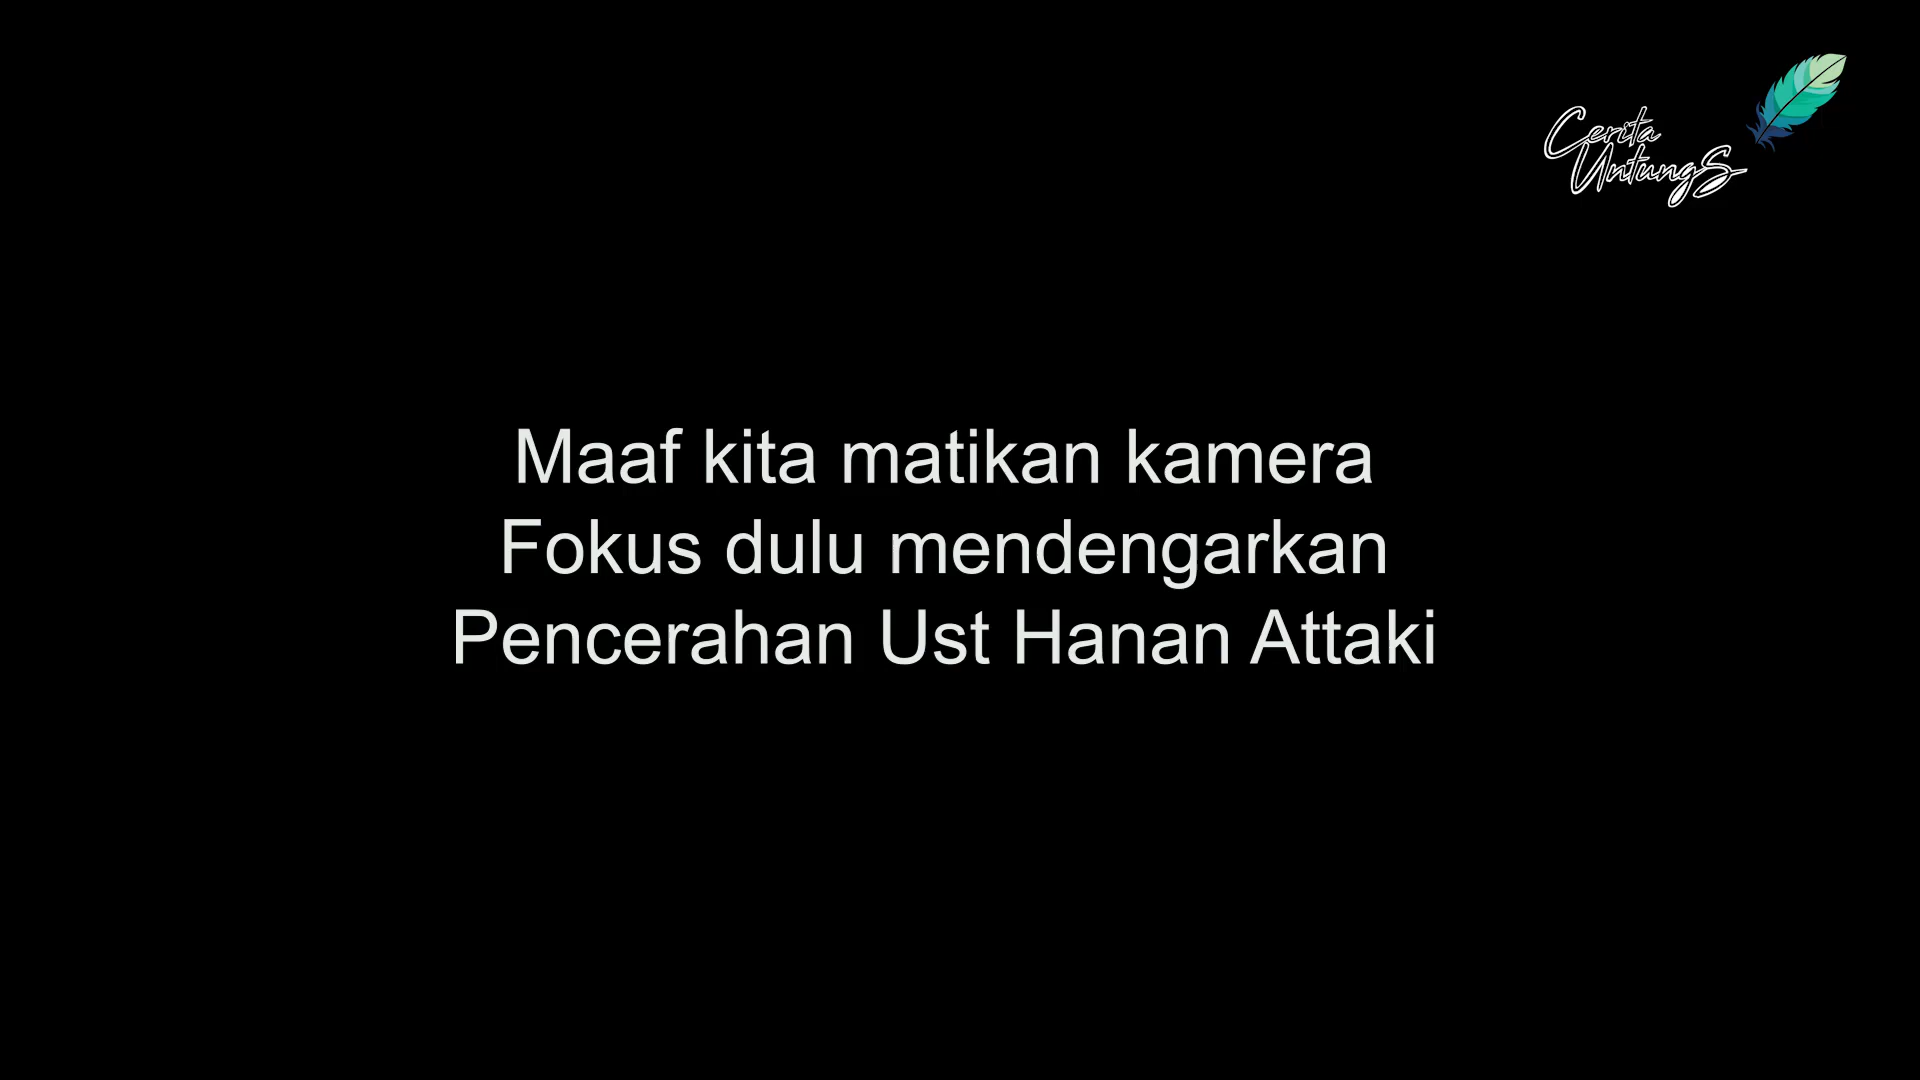 Cerita
UntungS
Maaf kita matikan kamera
Fokus dulu mendengarkan
Pencerahan Ust Hanan Attaki